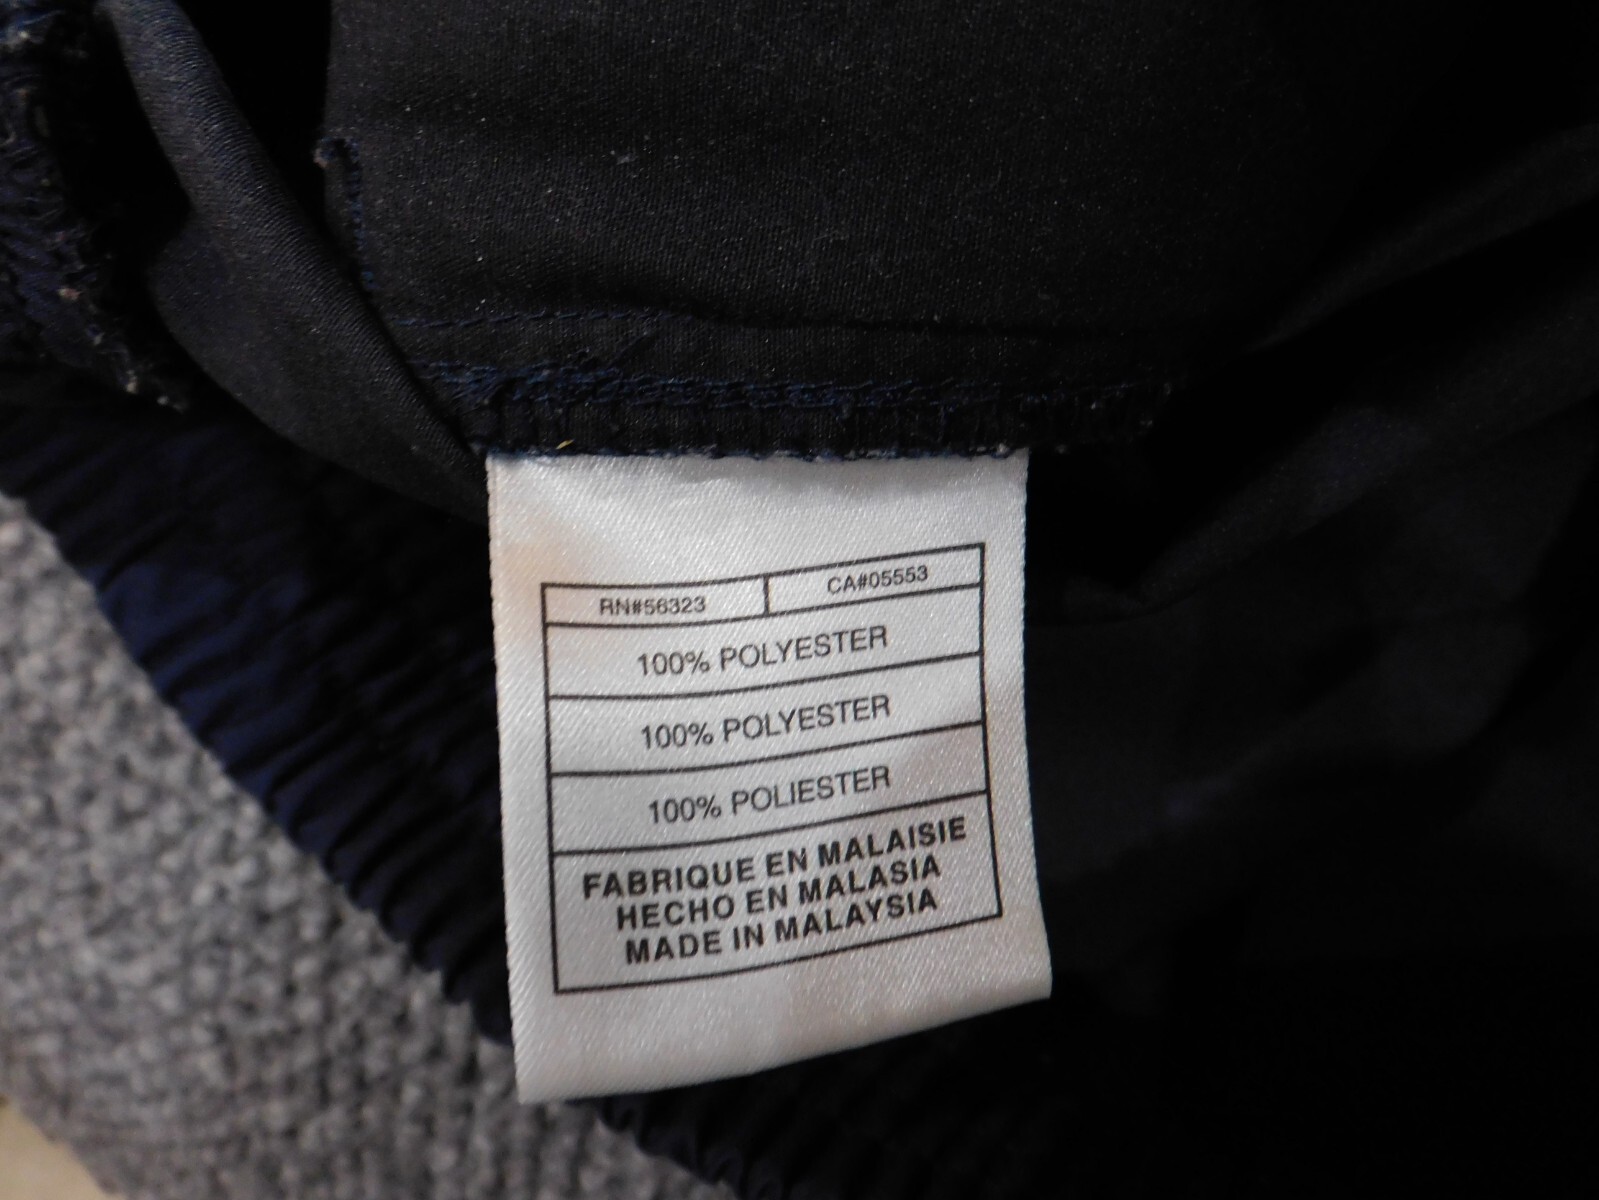 RN#56323 CA#05553
100% POLYESTER
100% POLYESTER
100% POLIESTER
FABRIQUE EN MALAISIE
HECHO EN MALASIA
MADE IN MALAYSIA